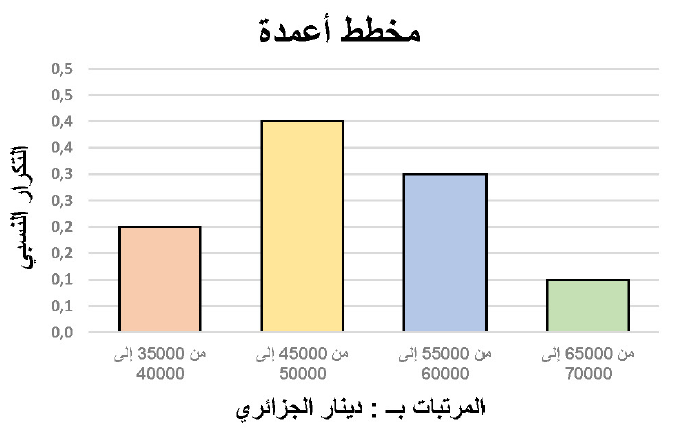 مخطط أعمدة
التكرار النسبي
0,5
0,5
0,4
0,4
0,3
0,3
0,2
0,2
0,1
0,1
0,0
من 35000 إلى
40000
من 45000 إلى
50000
من 55000 إلى
60000
من 65000 إلى
70000
المرتبات بـ : دينار الجزائري